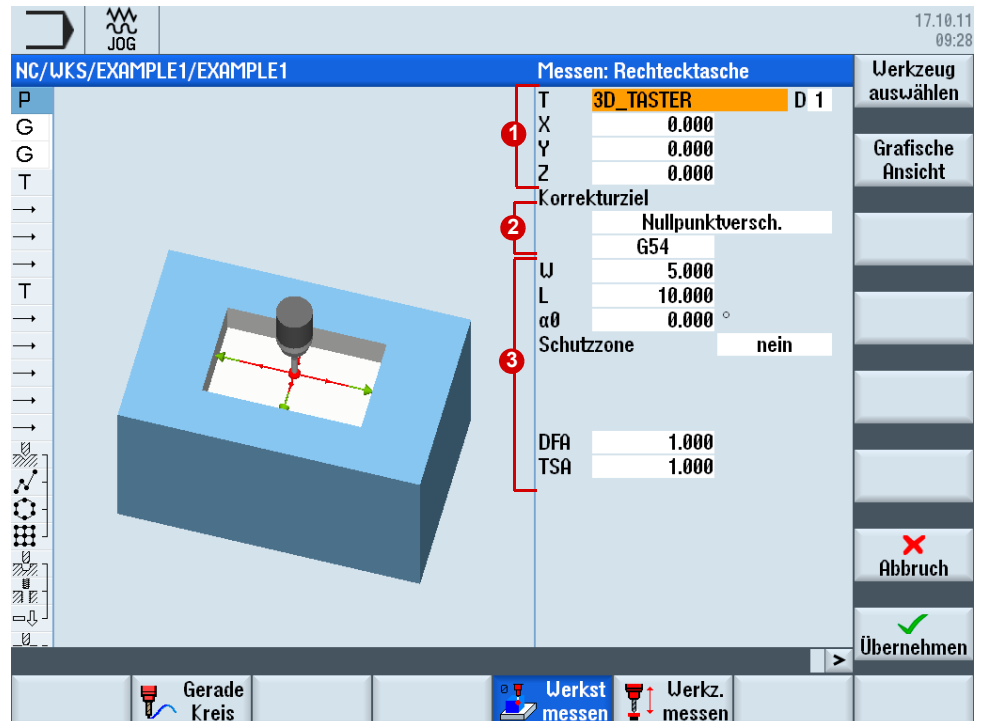 JOG
17.10.11
09:28
NC/WKS/EXAMPLE1/EXAMPLE1
Messen: Rechtecktasche
Werkzeug
auswählen
P
G
G
T
T
1
T 3D_TASTER D 1
X 0.000
Y 0.000
Z 0.000
Grafische
Ansicht
2
Korrekturziel
Nullpunktversch.
G54
3
W 5.000
L 10.000
α0 0.000 °
Schutzzone nein
DFA 1.000
TSA 1.000
Abbruch
Übernehmen
>
Gerade
Kreis
Werkst
messen
Werkz.
messen